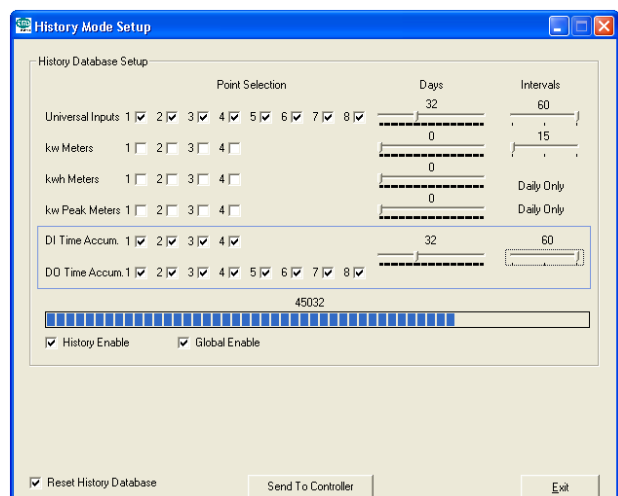 History Mode Setup
History Database Setup
Point Selection Days Intervals
32 60
Universal Inputs 1 2 3 4 5 6 7 8
0 15
kw Meters 1 2 3 4
0
kwh Meters 1 2 3 4 Daily Only
0
kw Peak Meters 1 2 3 4 Daily Only
DI Time Accum. 1 2 3 4 32 60
DO Time Accum. 1 2 3 4 5 6 7 8
45032
History Enable Global Enable
Reset History Database Send To Controller Exit